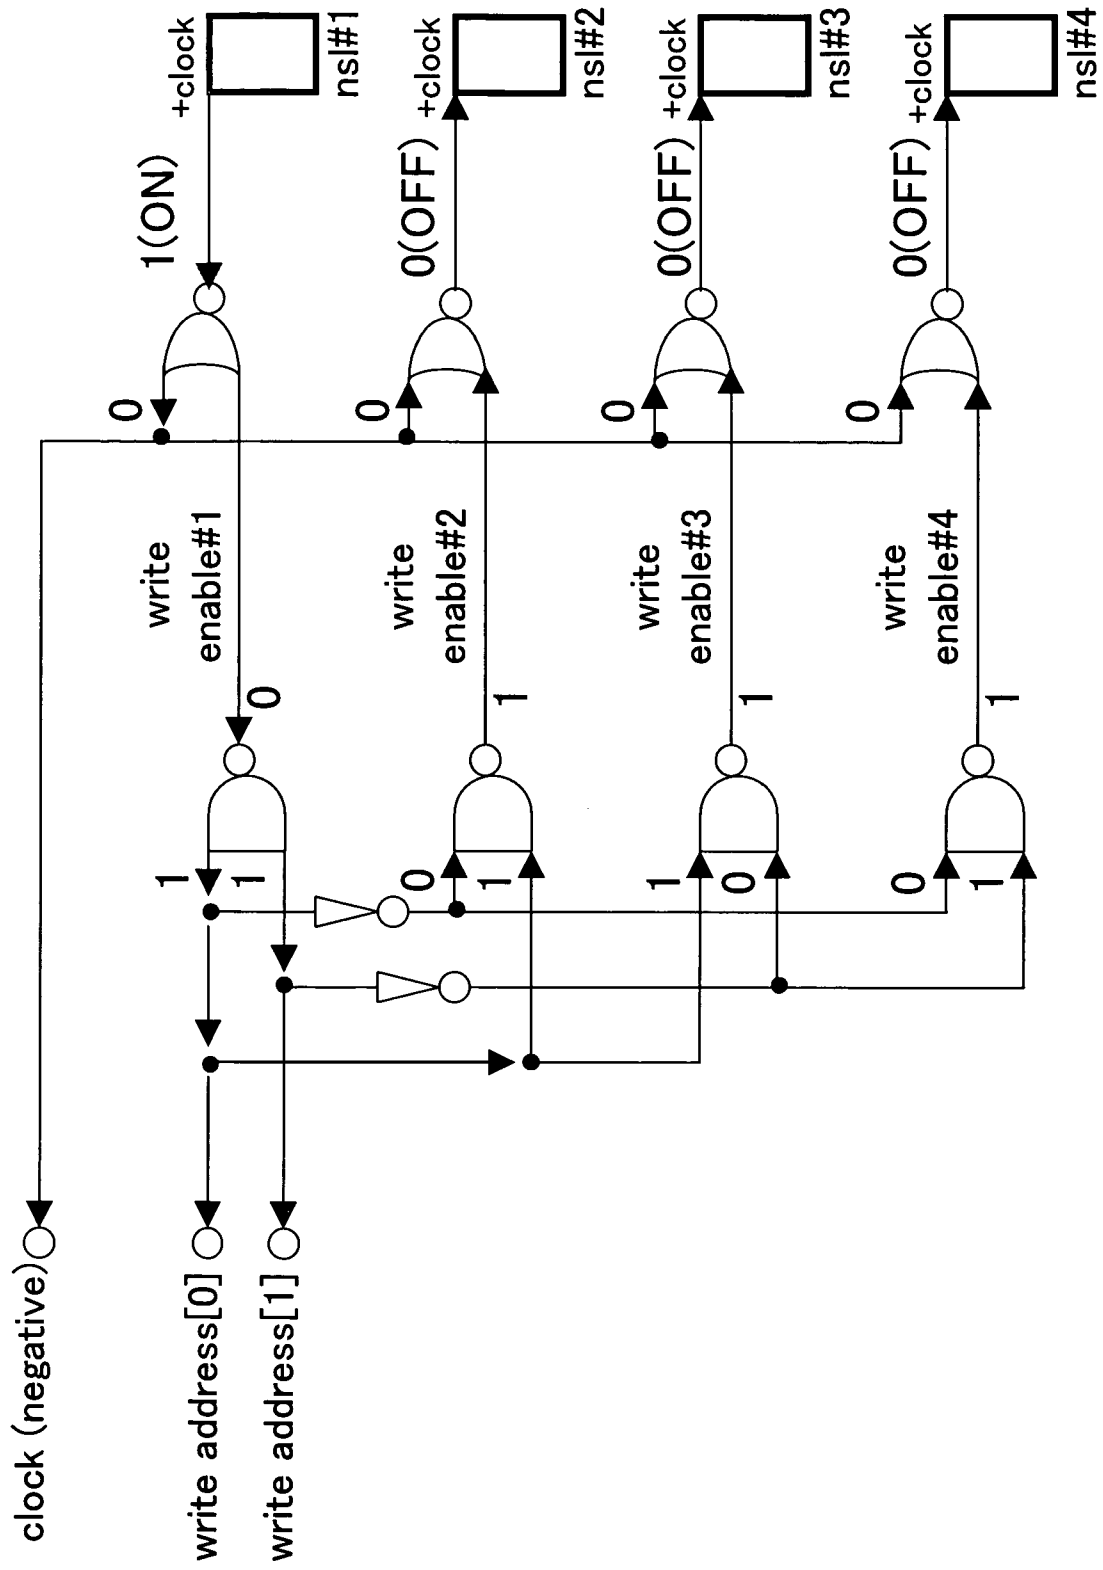 clock (negative)
write address[0]
write address[1]
1
1
0
write
enable#1
0
1(ON)
+clock
nsl#1
0
1
1
write
enable#2
0
0(OFF)
+clock
nsl#2
1
0
1
write
enable#3
0
0(OFF)
+clock
nsl#3
0
1
1
write
enable#4
0
0(OFF)
+clock
nsl#4